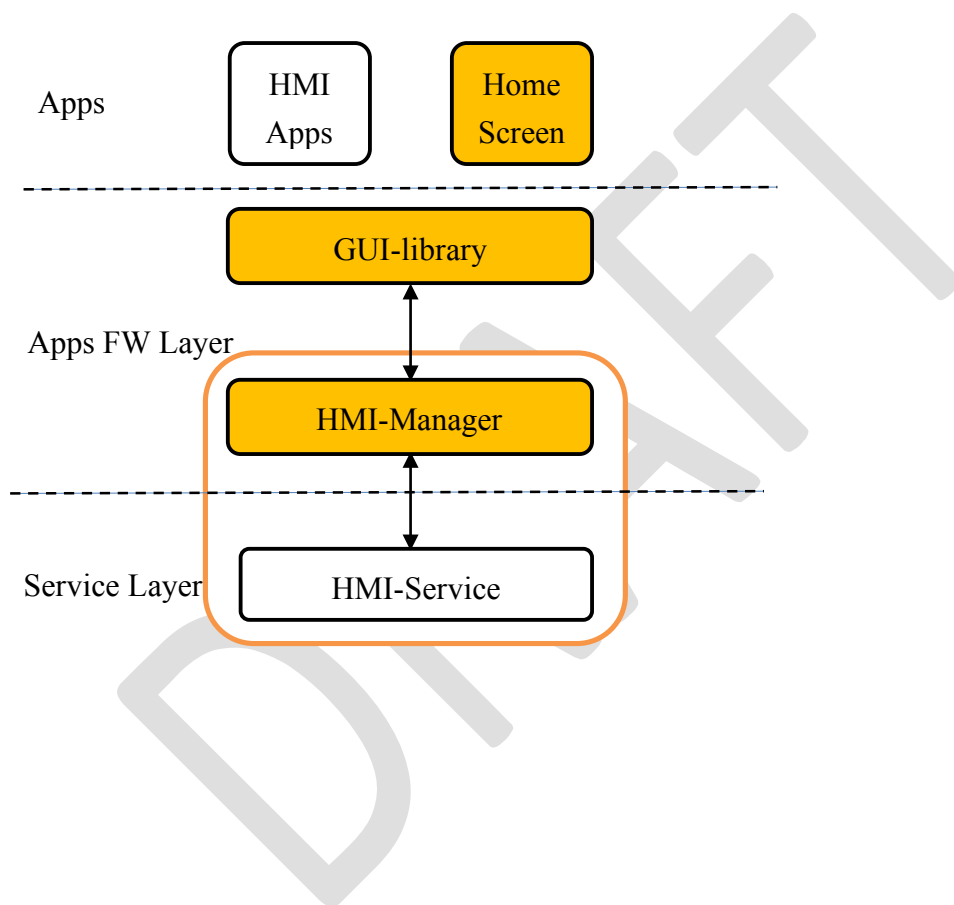 Apps
HMI
Apps
Home
Screen
GUI-library
Apps FW Layer
HMI-Manager
Service Layer
HMI-Service
DRAFT